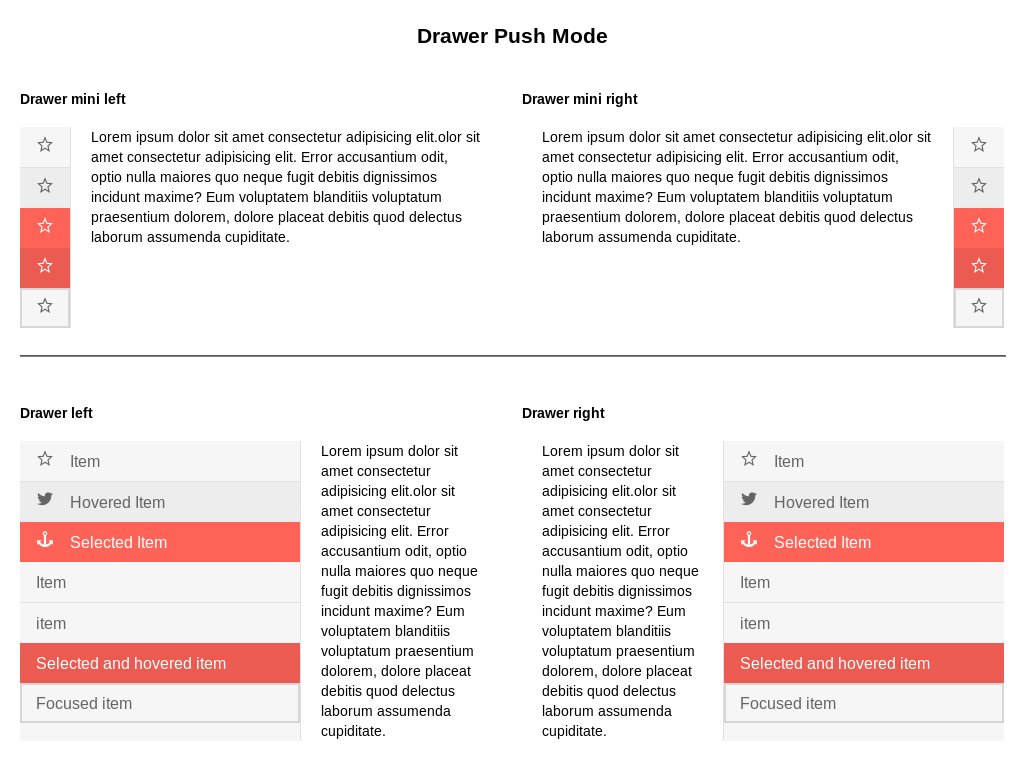 Drawer Push Mode
Drawer mini left
Lorem ipsum dolor sit amet consectetur adipisicing elit.olor sit
amet consectetur adipisicing elit. Error accusantium odit,
optio nulla maiores quo neque fugit debitis dignissimos
incidunt maxime? Eum voluptatem blanditiis voluptatum
praesentium dolorem, dolore placeat debitis quod delectus
laborum assumenda cupiditate.
Drawer mini right
Lorem ipsum dolor sit amet consectetur adipisicing elit.olor sit
amet consectetur adipisicing elit. Error accusantium odit,
optio nulla maiores quo neque fugit debitis dignissimos
incidunt maxime? Eum voluptatem blanditiis voluptatum
praesentium dolorem, dolore placeat debitis quod delectus
laborum assumenda cupiditate.
Drawer left
Item
Hovered Item
Selected Item
Item
item
Selected and hovered item
Focused item
Lorem ipsum dolor sit
amet consectetur
adipisicing elit.olor sit
amet consectetur
adipisicing elit. Error
accusantium odit, optio
nulla maiores quo neque
fugit debitis dignissimos
incidunt maxime? Eum
voluptatem blanditiis
voluptatum praesentium
dolorem, dolore placeat
debitis quod delectus
laborum assumenda
cupiditate.
Drawer right
Lorem ipsum dolor sit
amet consectetur
adipisicing elit.olor sit
amet consectetur
adipisicing elit. Error
accusantium odit, optio
nulla maiores quo neque
fugit debitis dignissimos
incidunt maxime? Eum
voluptatem blanditiis
voluptatum praesentium
dolorem, dolore placeat
debitis quod delectus
laborum assumenda
cupiditate.
Item
Hovered Item
Selected Item
Item
item
Selected and hovered item
Focused item